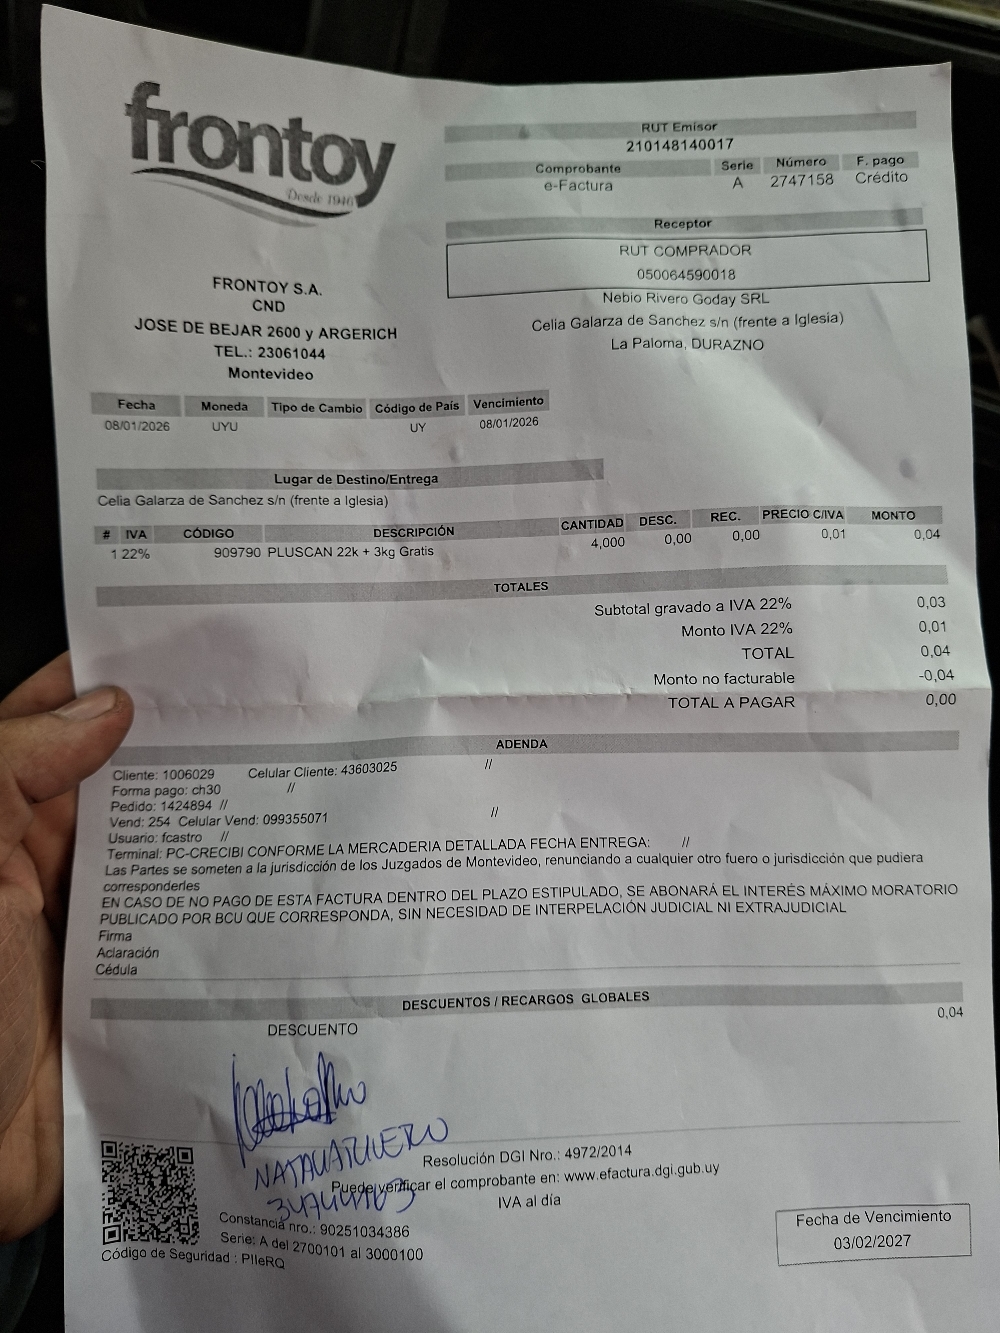 frontoy
Desde 1946
RUT Emisor
210148140017
Comprobante Serie Número F. pago
e-Factura A 2747158 Crédito
Receptor
RUT COMPRADOR
050064590018
Nebio Rivero Goday SRL
Celia Galarza de Sanchez s/n (frente a Iglesia)
La Paloma, DURAZNO
FRONTOY S.A.
CND
JOSE DE BEJAR 2600 y ARGERICH
TEL.: 23061044
Montevideo
Fecha Moneda Tipo de Cambio Código de País Vencimiento
08/01/2026 UYU UY 08/01/2026
Lugar de Destino/Entrega
Celia Galarza de Sanchez s/n (frente a Iglesia)
# IVA CÓDIGO DESCRIPCIÓN CANTIDAD DESC. REC. PRECIO C/IVA MONTO
1 22% 909790 PLUSCAN 22k + 3kg Gratis 4,000 0,00 0,00 0,01 0,04
TOTALES
Subtotal gravado a IVA 22% 0,03
Monto IVA 22% 0,01
TOTAL 0,04
Monto no facturable -0,04
TOTAL A PAGAR 0,00
ADENDA
Cliente: 1006029 Celular Cliente: 43603025 //
Forma pago: ch30 //
Pedido: 1424894 //
Vend: 254 Celular Vend: 099355071 //
Usuario: fcastro //
Terminal: PC-CRECIBI CONFORME LA MERCADERIA DETALLADA FECHA ENTREGA: //
Las Partes se someten a la jurisdicción de los Juzgados de Montevideo, renunciando a cualquier otro fuero o jurisdicción que pudiera
corresponderles
EN CASO DE NO PAGO DE ESTA FACTURA DENTRO DEL PLAZO ESTIPULADO, SE ABONARÁ EL INTERÉS MÁXIMO MORATORIO
PUBLICADO POR BCU QUE CORRESPONDA, SIN NECESIDAD DE INTERPELACIÓN JUDICIAL NI EXTRAJUDICIAL
Firma
Aclaración
Cédula
DESCUENTOS / RECARGOS GLOBALES
DESCUENTO 0,04
Resolución DGI Nro.: 4972/2014
Puede verificar el comprobante en: www.efactura.dgi.gub.uy
IVA al día
Constancia nro.: 90251034386
Serie: A del 2700101 al 3000100
Código de Seguridad : PIIeRQ
Fecha de Vencimiento
03/02/2027